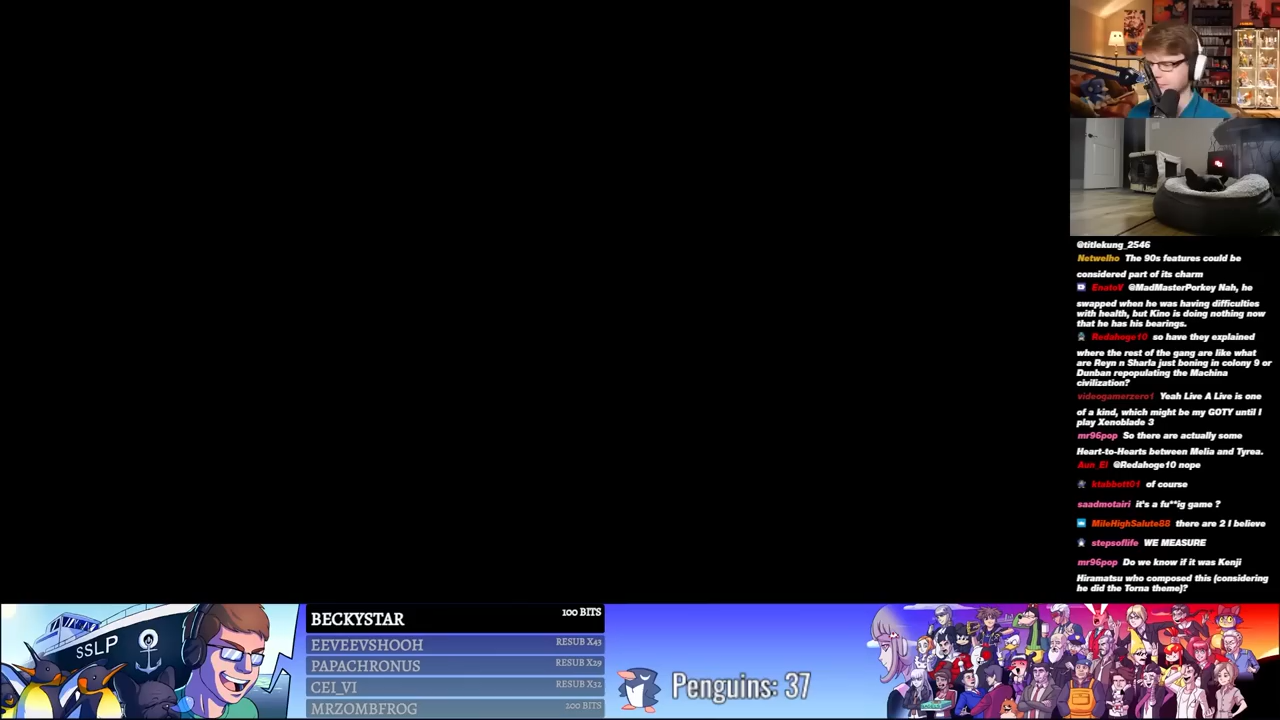 @titlekung_2546
Netwelho The 90s features could be
considered part of its charm
EnatoV @MadMasterPorkey Nah, he
swapped when he was having difficulties
with health, but Kino is doing nothing now
that he has his bearings.
Redahoge10 so have they explained
where the rest of the gang are like what
are Reyn n Sharla just boning in colony 9 or
Dunban repopulating the Machina
civilization?
videogamerzero1 Yeah Live A Live is one
of a kind, which might be my GOTY until I
play Xenoblade 3
mr96pop So there are actually some
Heart-to-Hearts between Melia and Tyrea.
Aun_El @Redahoge10 nope
ktabbott01 of course
saadmotairi it's a fu**ig game ?
MileHighSalute88 there are 2 I believe
stepsoflife WE MEASURE
mr96pop Do we know if it was Kenji
Hiramatsu who composed this (considering
he did the Torna theme)?
SSLP
BECKYSTAR 100 BITS
EEVEEVSHOOH RESUB X43
PAPACHRONUS RESUB X29
CEI_VI RESUB X32
MRZOMBFROG 200 BITS
Penguins: 37